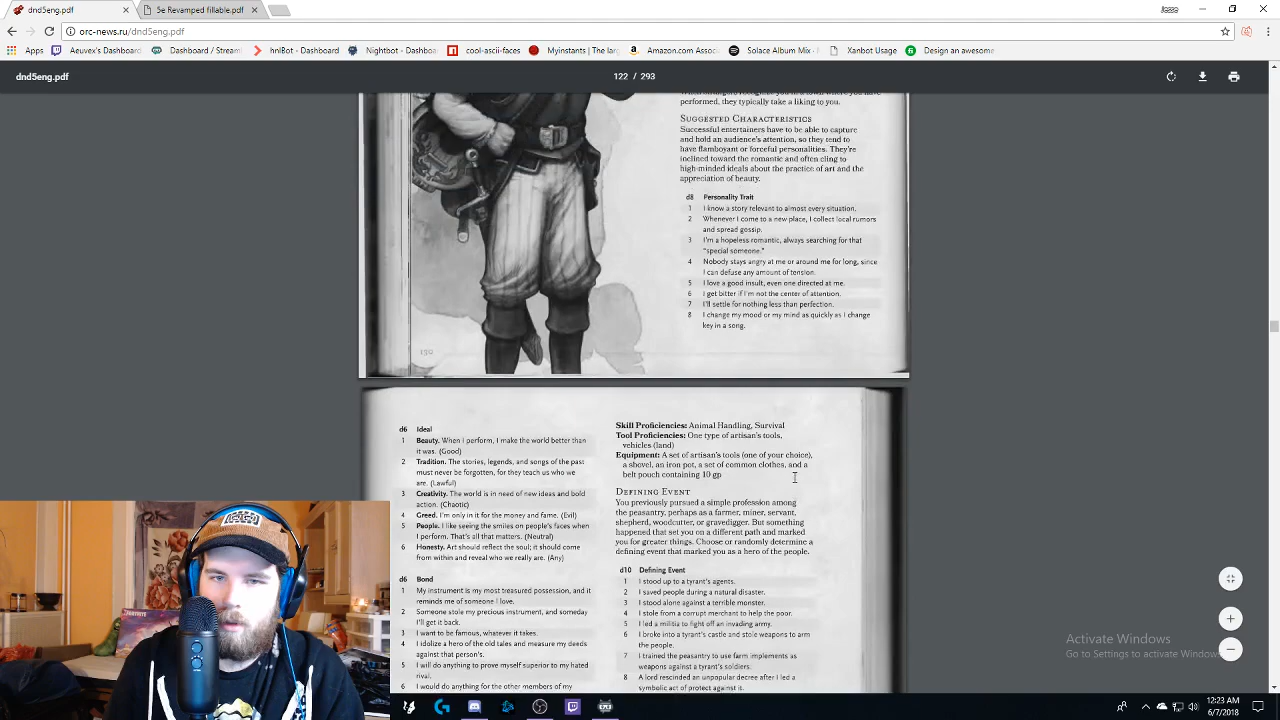 dnd5eng.pdf
5e Revamped fillable.pdf
orc-news.ru/dnd5eng.pdf
Apps
Aeuvex's Dashboard
Dashboard / Stream
hniBot - Dashboard
Nightbot - Dashboa
cool-ascii-faces
Myinstants | The larg
Amazon.com Associ
Solace Album Mix -
Xanbot Usage
Design an awesome
dnd5eng.pdf
122 / 293
performed, they typically take a liking to you.
SUGGESTED CHARACTERISTICS
Successful entertainers have to be able to capture
and hold an audience's attention, so they tend to
have flamboyant or forceful personalities. They're
inclined toward the romantic and often cling to
high-minded ideals about the practice of art and the
appreciation of beauty.
d8 Personality Trait
1 I know a story relevant to almost every situation.
2 Whenever I come to a new place, I collect local rumors
and spread gossip.
3 I'm a hopeless romantic, always searching for that
"special someone."
4 Nobody stays angry at me or around me for long, since
I can defuse any amount of tension.
5 I love a good insult, even one directed at me.
6 I get bitter if I'm not the center of attention.
7 I'll settle for nothing less than perfection.
8 I change my mood or my mind as quickly as I change
key in a song.
130
d6 Ideal
1 Beauty. When I perform, I make the world better than
it was. (Good)
2 Tradition. The stories, legends, and songs of the past
must never be forgotten, for they teach us who we
are. (Lawful)
3 Creativity. The world is in need of new ideas and bold
action. (Chaotic)
4 Greed. I'm only in it for the money and fame. (Evil)
5 People. I like seeing the smiles on people's faces when
I perform. That's all that matters. (Neutral)
6 Honesty. Art should reflect the soul; it should come
from within and reveal who we really are. (Any)
d6 Bond
1 My instrument is my most treasured possession, and it
reminds me of someone I love.
2 Someone stole my precious instrument, and someday
I'll get it back.
3 I want to be famous, whatever it takes.
4 I idolize a hero of the old tales and measure my deeds
against that person's.
5 I will do anything to prove myself superior to my hated
rival.
6 I would do anything for the other members of my
Skill Proficiencies: Animal Handling, Survival
Tool Proficiencies: One type of artisan's tools,
vehicles (land)
Equipment: A set of artisan's tools (one of your choice),
a shovel, an iron pot, a set of common clothes, and a
belt pouch containing 10 gp
DEFINING EVENT
You previously pursued a simple profession among
the peasantry, perhaps as a farmer, miner, servant,
shepherd, woodcutter, or gravedigger. But something
happened that set you on a different path and marked
you for greater things. Choose or randomly determine a
defining event that marked you as a hero of the people.
d10 Defining Event
1 I stood up to a tyrant's agents.
2 I saved people during a natural disaster.
3 I stood alone against a terrible monster.
4 I stole from a corrupt merchant to help the poor.
5 I led a militia to fight off an invading army.
6 I broke into a tyrant's castle and stole weapons to arm
the people.
7 I trained the peasantry to use farm implements as
weapons against a tyrant's soldiers.
8 A lord rescinded an unpopular decree after I led a
symbolic act of protect against it.
Activate Windows
Go to Settings to activate Windows.
12:23 AM
6/7/2018